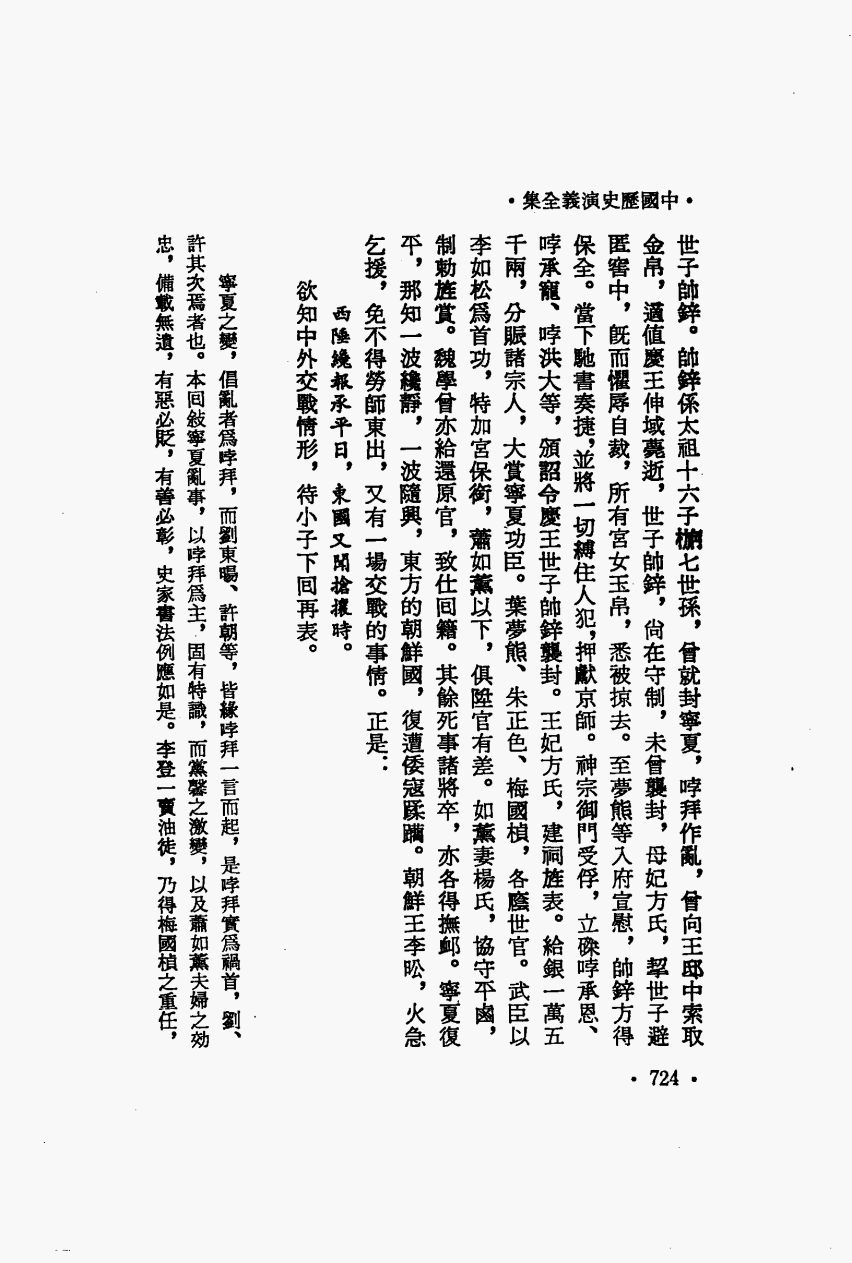 ·中國歷史演義全集·
世子帥鋅。帥鋅係太祖十六子㮵七世孫，曾就封寧夏，哱拜作亂，曾向王邸中索取
金帛，適值慶王伸域薨逝，世子帥鋅，尙在守制，未曾襲封，母妃方氏，挈世子避
匿窖中，旣而懼辱自裁，所有宮女玉帛，悉被掠去。至夢熊等入府宣慰，帥鋅方得
保全。當下馳書奏捷，並將一切縛住人犯，押獻京師。神宗御門受俘，立磔哱承恩、
哱承寵、哱洪大等，頒詔令慶王世子帥鋅襲封。王妃方氏，建祠旌表。給銀一萬五
千兩，分賑諸宗人，大賞寧夏功臣。葉夢熊、朱正色、梅國楨，各廕世官。武臣以
李如松爲首功，特加宮保銜，蕭如薰以下，俱陞官有差。如薰妻楊氏，協守平鹵，
制勅旌賞。魏學曾亦給還原官，致仕回籍。其餘死事諸將卒，亦各得撫卹。寧夏復
平，那知一波纔靜，一波隨興，東方的朝鮮國，復遭倭寇蹂躪。朝鮮王李昖，火急
乞援，免不得勞師東出，又有一場交戰的事情。正是：
西陲纔報承平日，東國又聞搶攘時。
欲知中外交戰情形，待小子下回再表。
寧夏之變，倡亂者爲哱拜，而劉東暘、許朝等，皆緣哱拜一言而起，是哱拜實爲禍首，劉、
許其次焉者也。本回敍寧夏亂事，以哱拜爲主，固有特識，而黨馨之激變，以及蕭如薰夫婦之効
忠，備載無遺，有惡必貶，有善必彰，史家書法例應如是。李登一賣油徒，乃得梅國楨之重任，
·724·